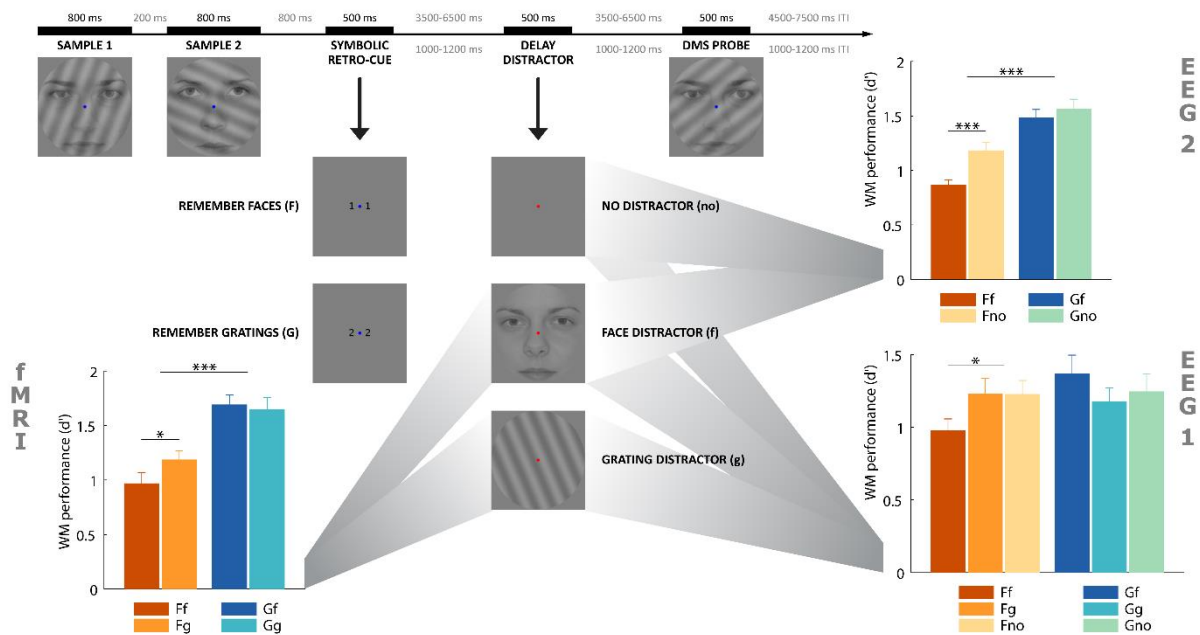 800 ms 200 ms 800 ms 800 ms 500 ms 3500-6500 ms 500 ms 3500-6500 ms 500 ms 4500-7500 ms ITI
SAMPLE 1 SAMPLE 2 SYMBOLIC RETRO-CUE 1000-1200 ms DELAY DISTRACTOR 1000-1200 ms DMS PROBE 1000-1200 ms ITI
REMEMBER FACES (F)
1 1
NO DISTRACTOR (no)
REMEMBER GRATINGS (G)
2 2
FACE DISTRACTOR (f)
GRATING DISTRACTOR (g)
EEG 2
WM performance (d')
2
1.5
1
0.5
0
***
***
Ff Gf
Fno Gno
fMRI
WM performance (d')
2
1.5
1
0.5
0
***
*
Ff Gf
Fg Gg
EEG 1
WM performance (d')
1.5
1
0.5
0
*
Ff Gf
Fg Gg
Fno Gno